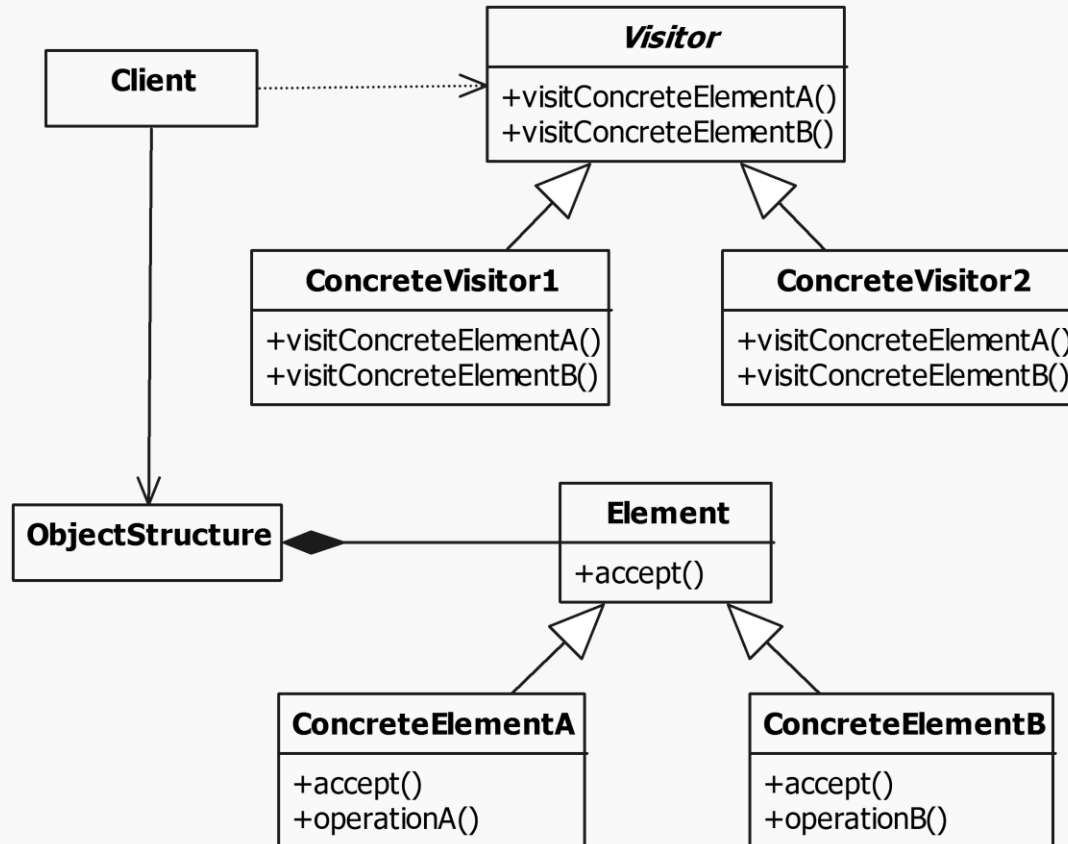 Visitor
Client
+visitConcreteElementA()
+visitConcreteElementB()
ConcreteVisitor1
+visitConcreteElementA()
+visitConcreteElementB()
ConcreteVisitor2
+visitConcreteElementA()
+visitConcreteElementB()
ObjectStructure
Element
+accept()
ConcreteElementA
+accept()
+operationA()
ConcreteElementB
+accept()
+operationB()